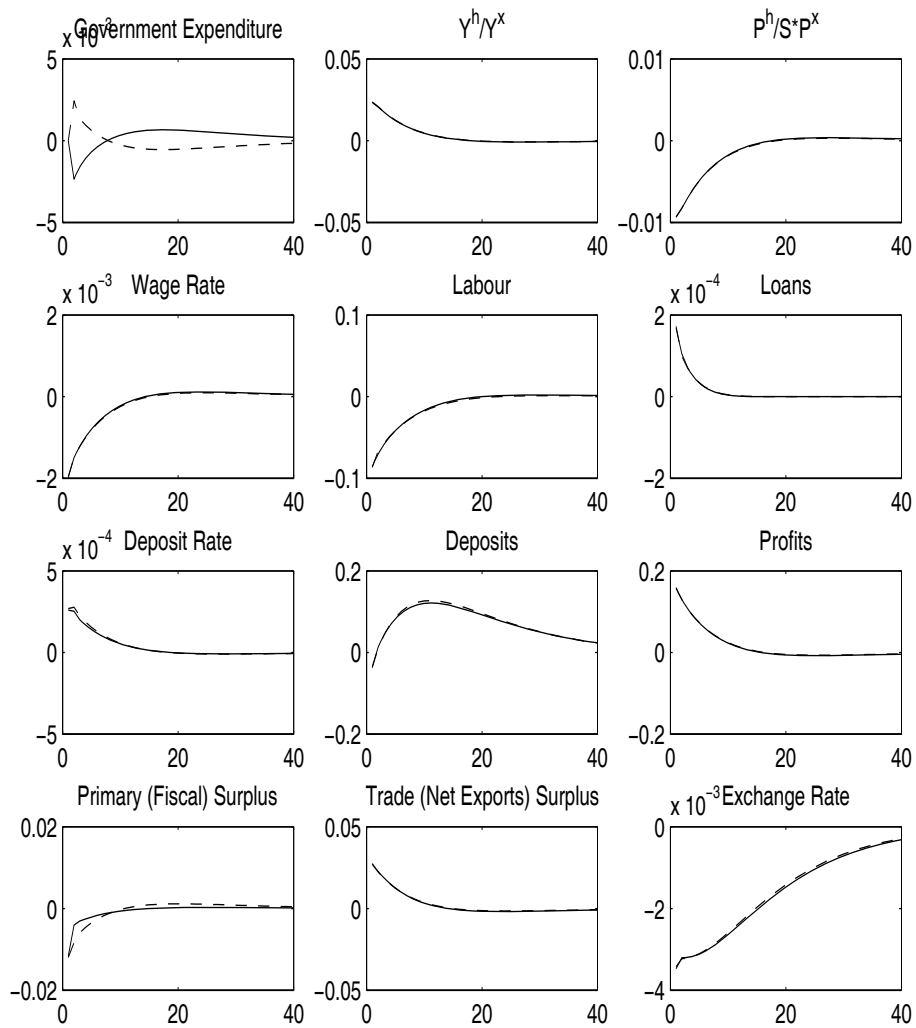 Government Expenditure
x 10^-3
5
0
−5
0 20 40
Y^h/Y^x
0.05
0
−0.05
0 20 40
P^h/S*P^x
0.01
0
−0.01
0 20 40
Wage Rate
x 10^-3
2
0
−2
0 20 40
Labour
0.1
0
−0.1
0 20 40
Loans
x 10^-4
2
0
−2
0 20 40
Deposit Rate
x 10^-4
5
0
−5
0 20 40
Deposits
0.2
0
−0.2
0 20 40
Profits
0.2
0
−0.2
0 20 40
Primary (Fiscal) Surplus
0.02
0
−0.02
0 20 40
Trade (Net Exports) Surplus
0.05
0
−0.05
0 20 40
Exchange Rate
x 10^-3
0
−2
−4
0 20 40